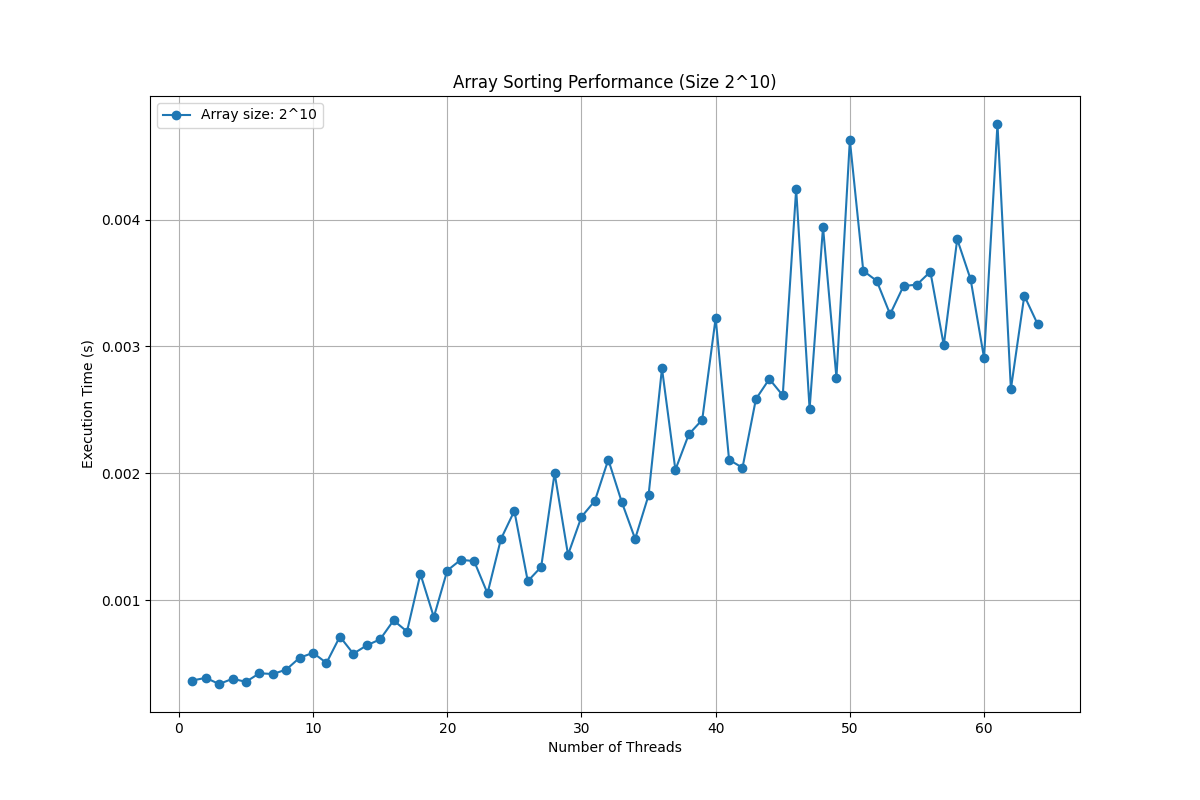 Array Sorting Performance (Size 2^10)
Array size: 2^10
0.004
0.003
0.002
0.001
Execution Time (s)
0 10 20 30 40 50 60
Number of Threads